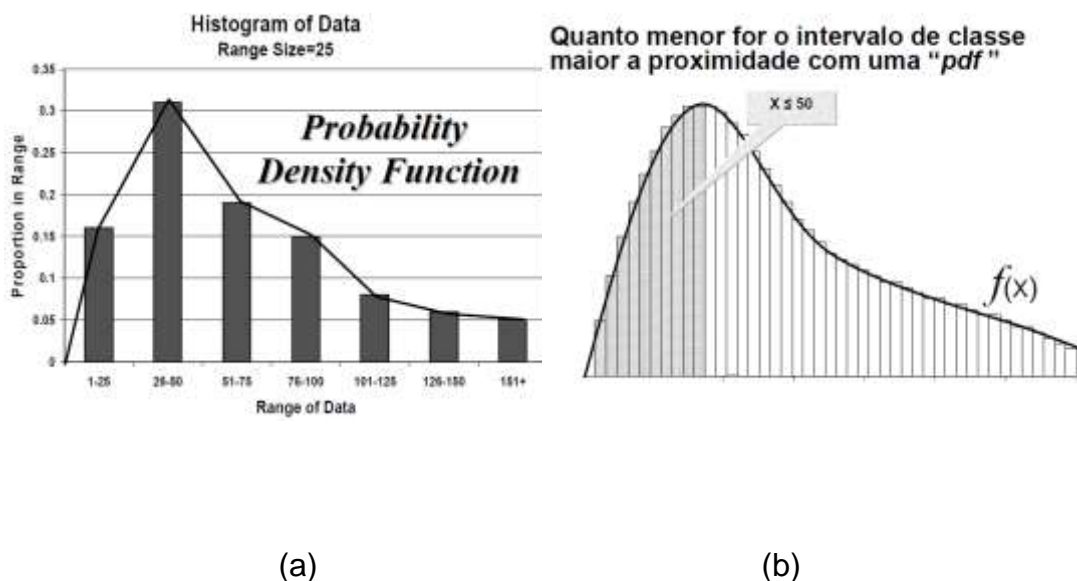 Histogram of Data
Range Size=25
Proportion in Range
0.35
0.3
0.25
0.2
0.15
0.1
0.05
0
Probability
Density Function
1-25 26-50 51-75 76-100 101-125 126-150 151+
Range of Data
(a)
Quanto menor for o intervalo de classe
maior a proximidade com uma “pdf ”
X ≤ 50
f(x)
(b)